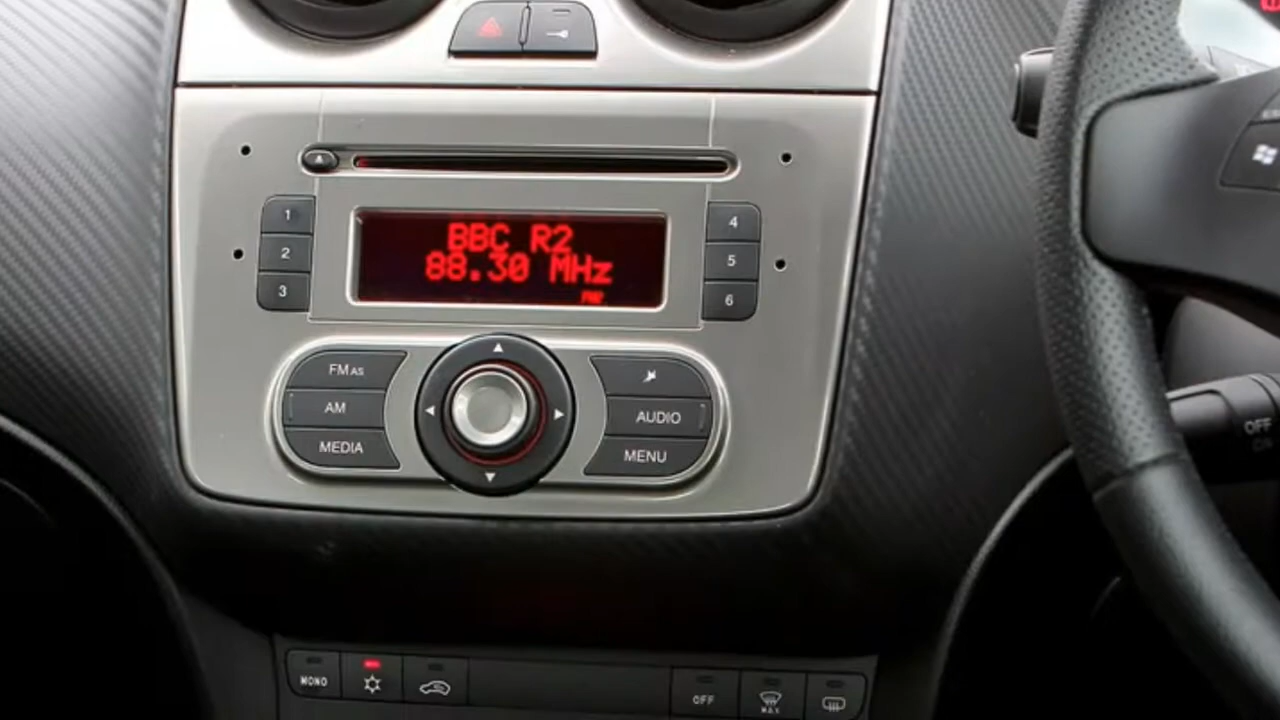 BBC R2
88.30 MHz
1
2
3
4
5
6
FM AS
AM
MEDIA
AUDIO
MENU
OFF
MONO
OFF
MAX